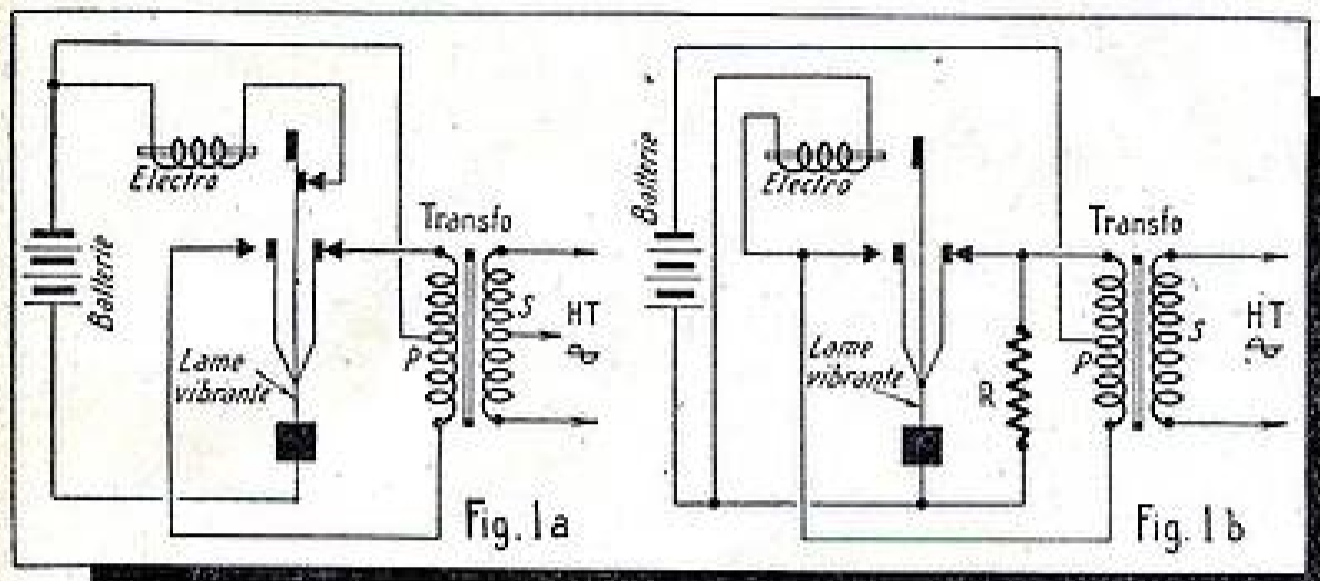 Electro
Transfo
Batterie
S
HT
P
Lame
vibrante
Fig. 1a
Batterie
Electro
Transfo
HT
S
P
Lame
vibrante
R
Fig. 1b